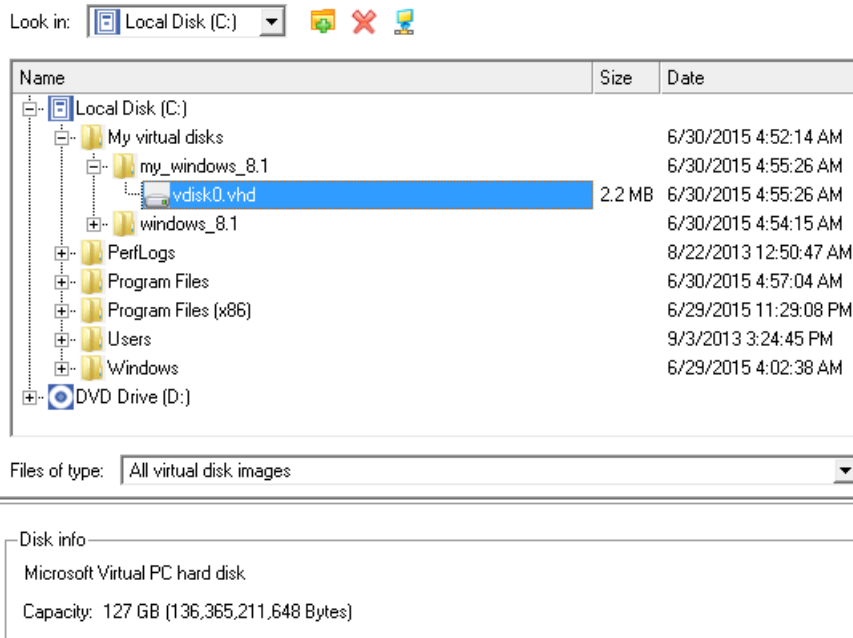 Look in: Local Disk (C:)
Name Size Date
Local Disk (C:)
My virtual disks 6/30/2015 4:52:14 AM
my_windows_8.1 6/30/2015 4:55:26 AM
vdisk0.vhd 2.2 MB 6/30/2015 4:55:26 AM
windows_8.1 6/30/2015 4:54:15 AM
PerfLogs 8/22/2013 12:50:47 AM
Program Files 6/30/2015 4:57:04 AM
Program Files (x86) 6/29/2015 11:29:08 PM
Users 9/3/2013 3:24:45 PM
Windows 6/29/2015 4:02:38 AM
DVD Drive (D:)
Files of type: All virtual disk images
Disk info
Microsoft Virtual PC hard disk
Capacity: 127 GB (136,365,211,648 Bytes)